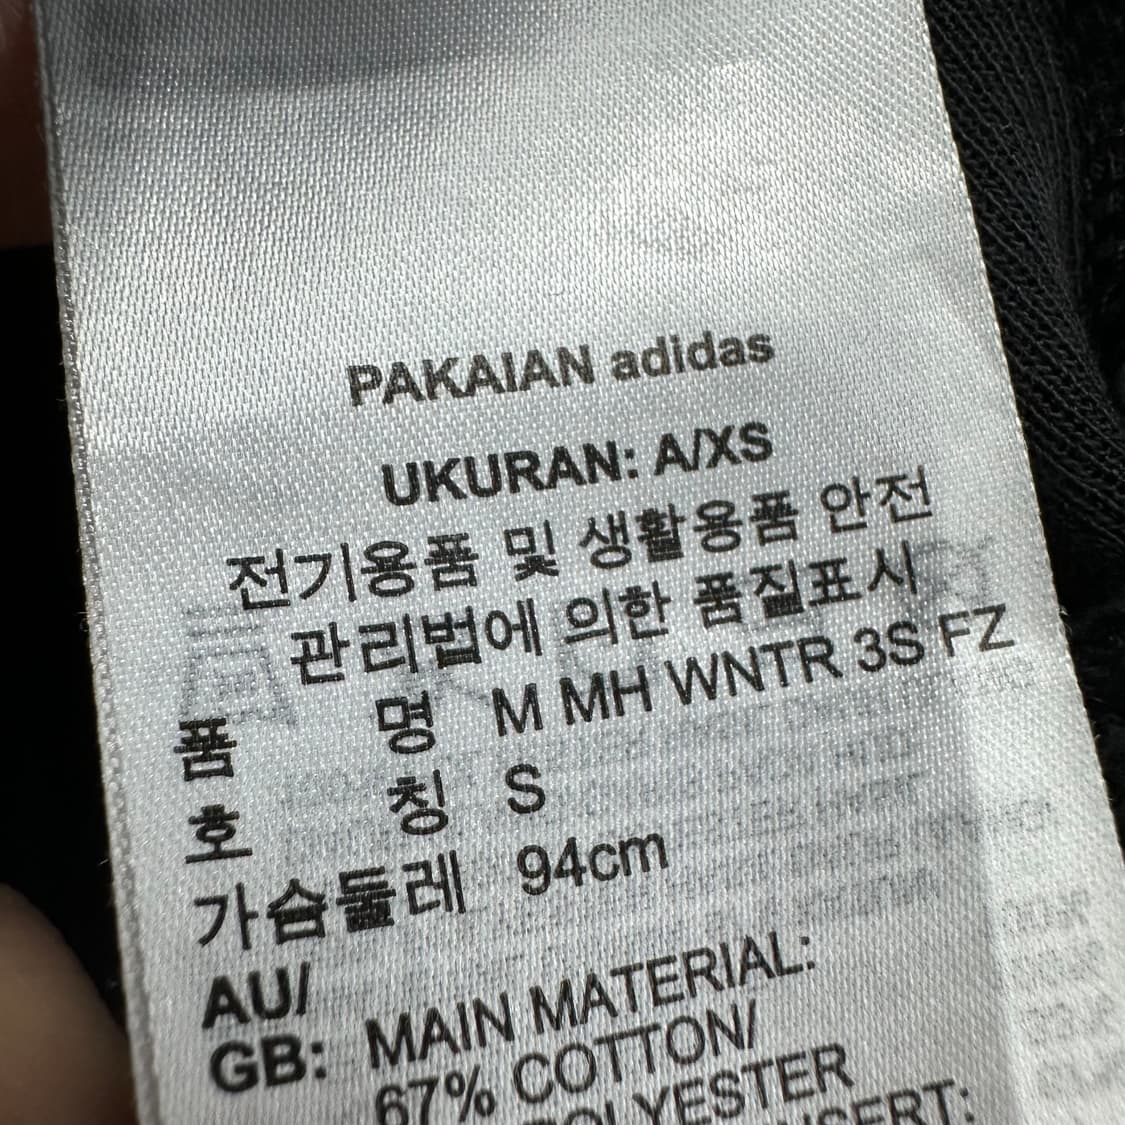 PAKAIAN adidas
UKURAN: A/XS
전기용품 및 생활용품 안전
관리법에 의한 품질표시
품 명 M MH WNTR 3S FZ
호 칭 S
가슴둘레 94cm
AU/
GB: MAIN MATERIAL:
67% COTTON/
POLYESTER